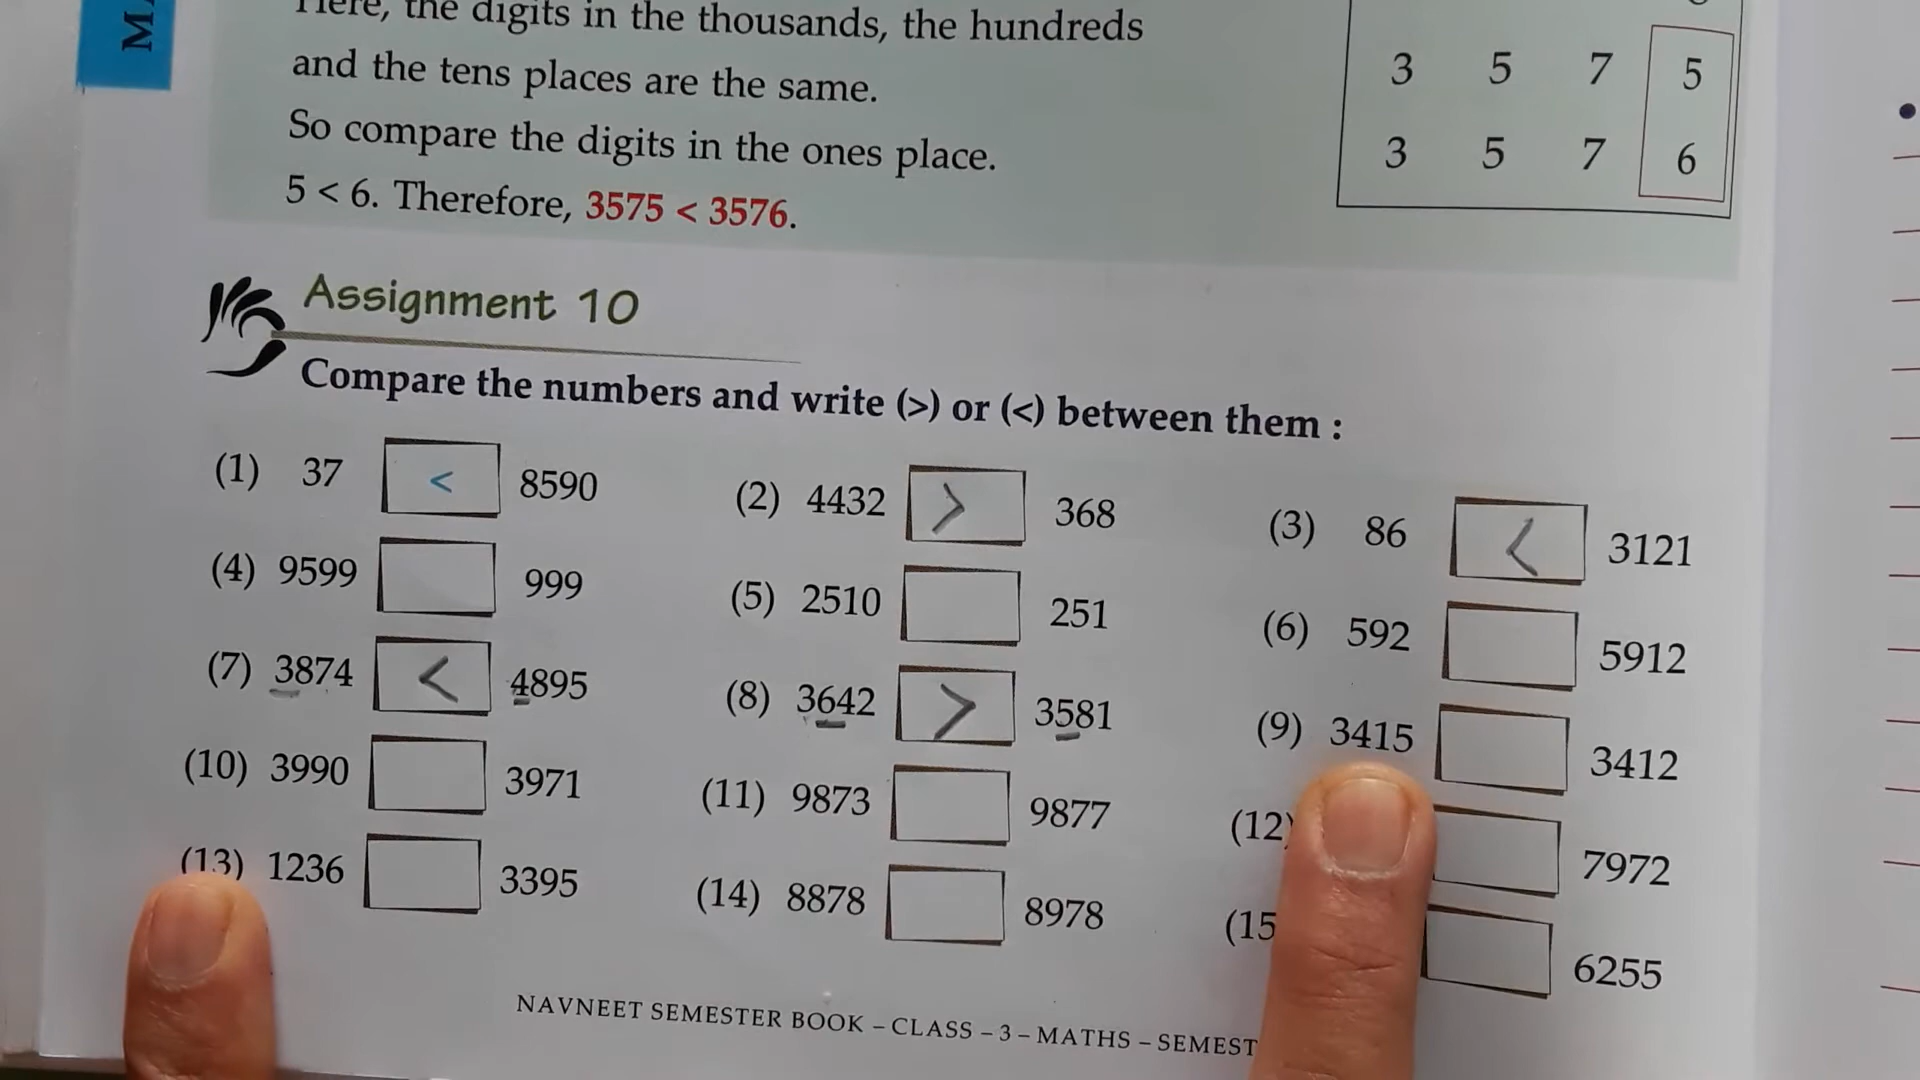 Here, the digits in the thousands, the hundreds
and the tens places are the same.
So compare the digits in the ones place.
5 < 6. Therefore, 3575 < 3576.
3 5 7 5
3 5 7 6
Assignment 10
Compare the numbers and write (>) or (<) between them :
(1) 37 < 8590 (2) 4432 > 368 (3) 86 < 3121
(4) 9599 999 (5) 2510 251 (6) 592 5912
(7) 3874 < 4895 (8) 3642 > 3581 (9) 3415 3412
(10) 3990 3971 (11) 9873 9877 (12) 7972
(13) 1236 3395 (14) 8878 8978 (15 6255
NAVNEET SEMESTER BOOK – CLASS – 3 – MATHS – SEMEST